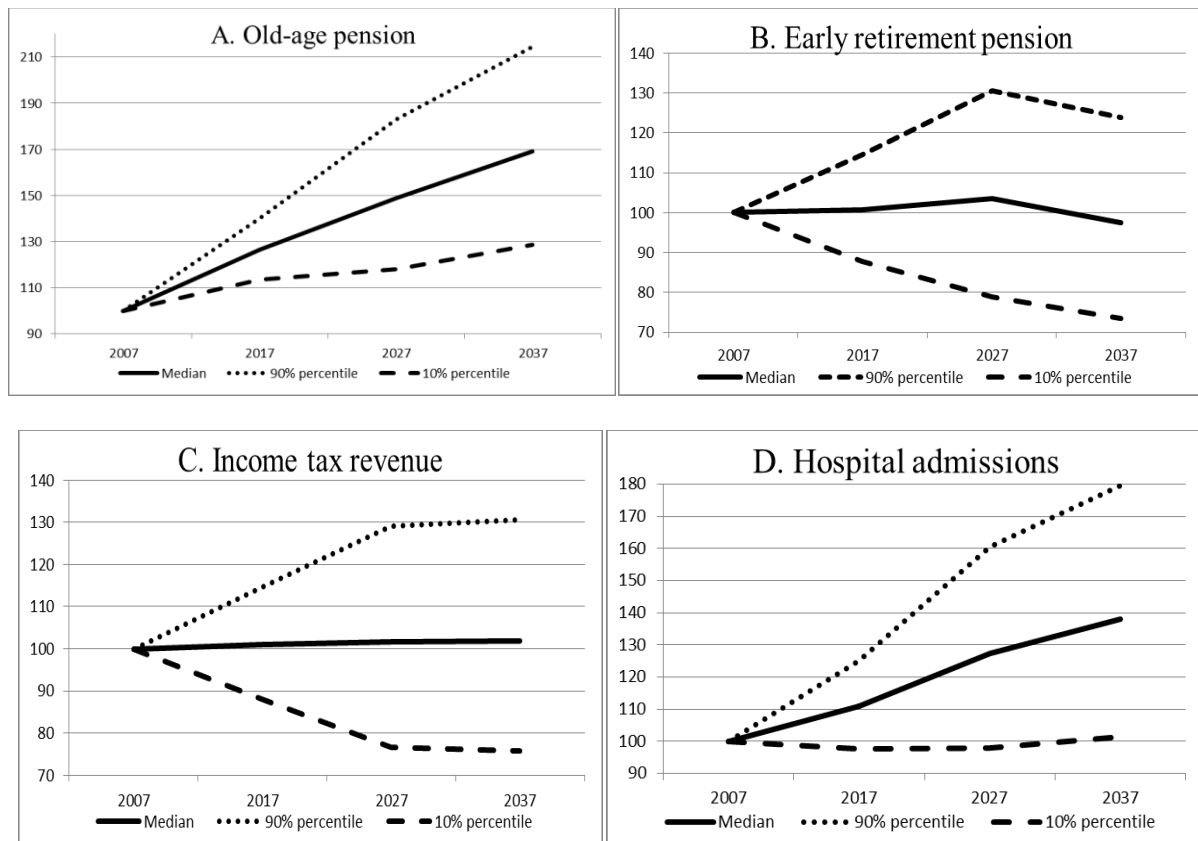 A. Old-age pension
210
190
170
150
130
110
90
2007 2017 2027 2037
Median 90% percentile 10% percentile
B. Early retirement pension
140
130
120
110
100
90
80
70
2007 2017 2027 2037
Median 90% percentile 10% percentile
C. Income tax revenue
140
130
120
110
100
90
80
70
2007 2017 2027 2037
Median 90% percentile 10% percentile
D. Hospital admissions
180
170
160
150
140
130
120
110
100
90
2007 2017 2027 2037
Median 90% percentile 10% percentile